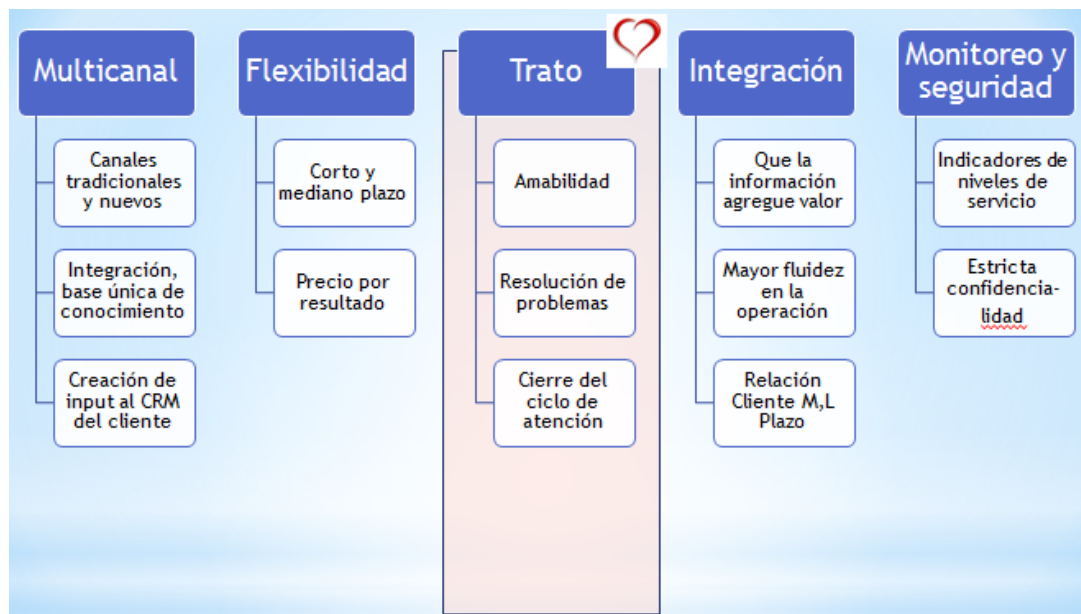 Multicanal
Canales
tradicionales
y nuevos
Integración,
base única de
conocimiento
Creación de
input al CRM
del cliente
Flexibilidad
Corto y
mediano plazo
Precio por
resultado
Trato
Amabilidad
Resolución de
problemas
Cierre del
ciclo de
atención
Integración
Que la
información
agregue valor
Mayor fluidez
en la
operación
Relación
Cliente M,L
Plazo
Monitoreo y
seguridad
Indicadores de
niveles de
servicio
Estricta
confidencia-
lidad